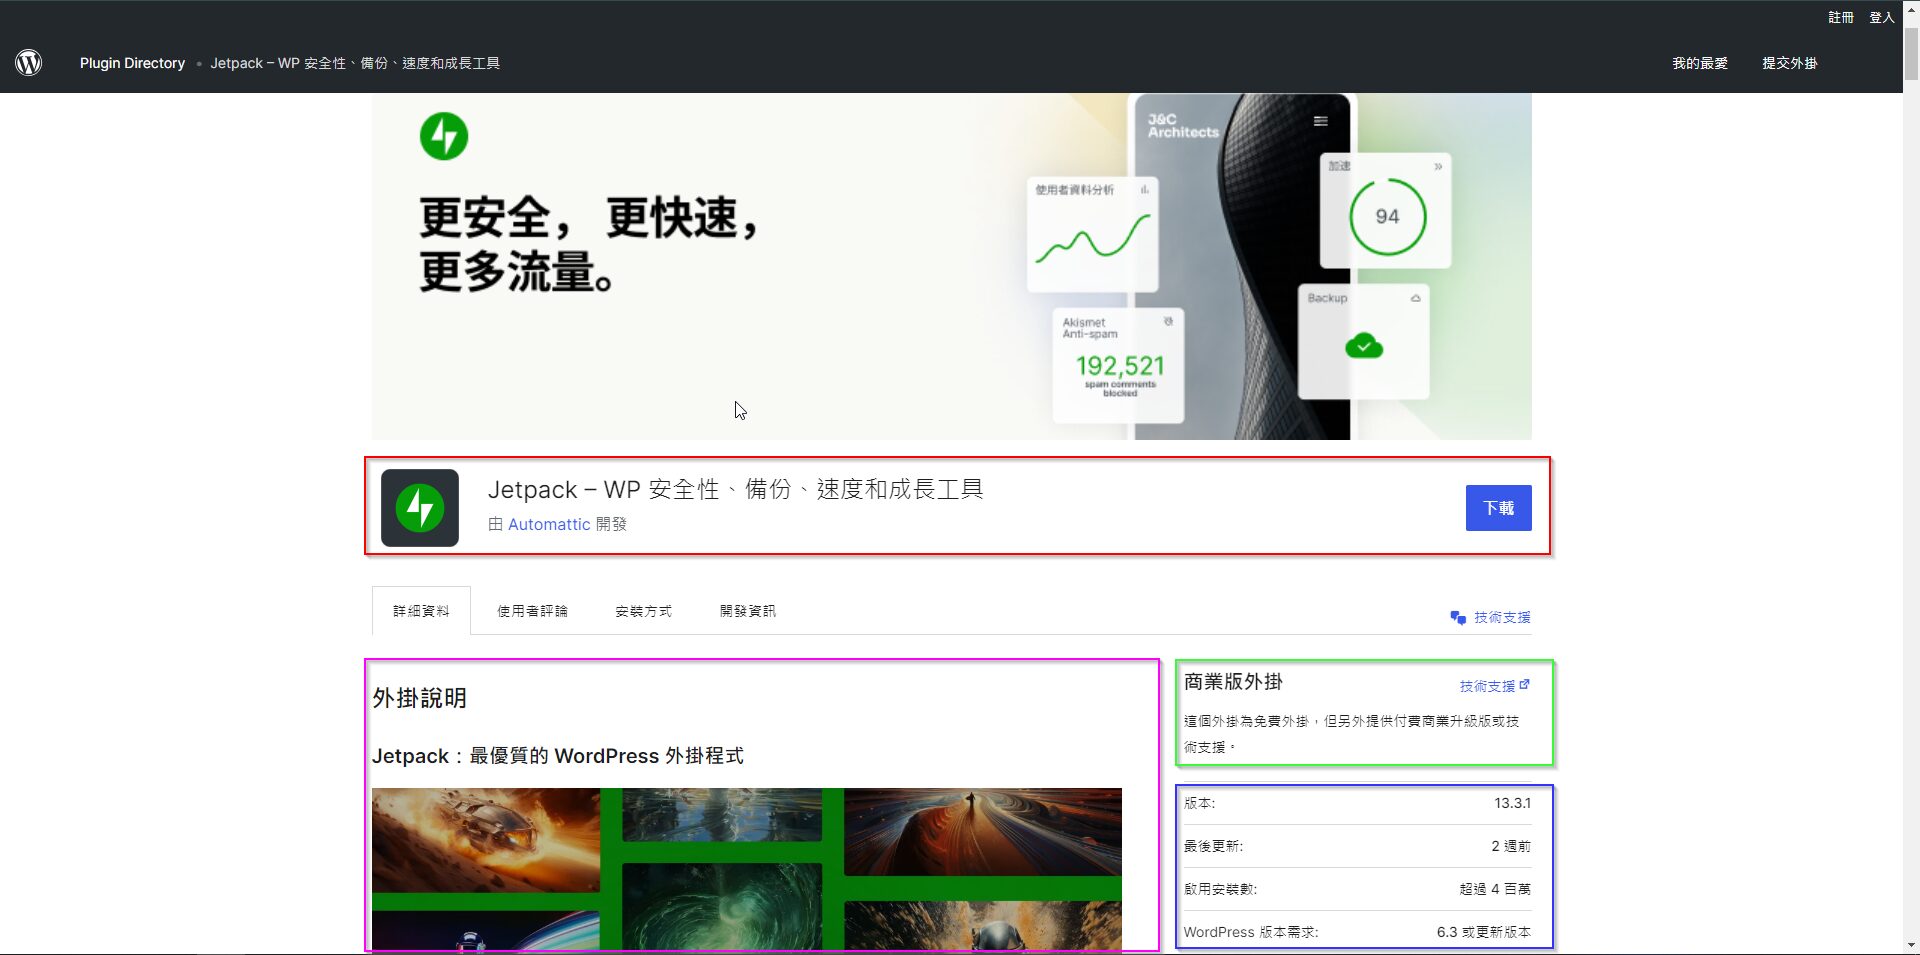 註冊 登入
Plugin Directory • Jetpack – WP 安全性、備份、速度和成長工具 我的最愛 提交外掛
更安全，更快速，
更多流量。
J&C
Architects
使用者資料分析
加速
94
Akismet
Anti-spam
192,521
spam comments
blocked
Backup
Jetpack – WP 安全性、備份、速度和成長工具
由 Automattic 開發
下載
詳細資料 使用者評論 安裝方式 開發資訊 技術支援
外掛說明
Jetpack：最優質的 WordPress 外掛程式
商業版外掛 技術支援
這個外掛為免費外掛，但另外提供付費商業升級版或技
術支援。
版本: 13.3.1
最後更新: 2 週前
啟用安裝數: 超過 4 百萬
WordPress 版本需求: 6.3 或更新版本